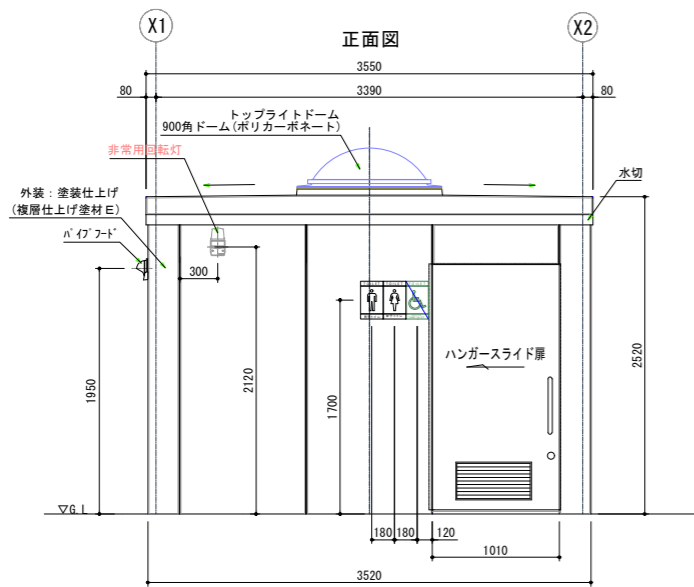 X1
正面図
X2
3550
80
3390
80
トップライトドーム
900角ドーム(ポリカーボネート)
非常用回転灯
外装：塗装仕上げ
(複層仕上げ塗材Ｅ)
水切
パイプフード
300
ハンガースライド扉
1950
2120
1700
2520
▽G.L
180
180
120
1010
3520